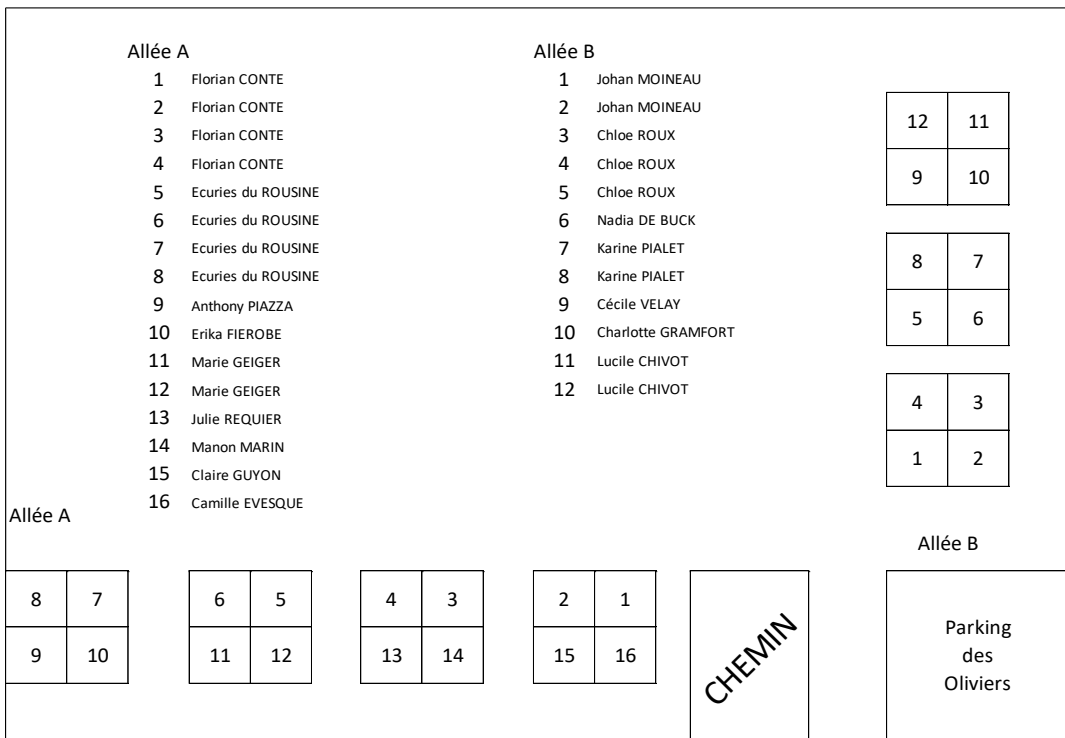 Allée A
1 Florian CONTE
2 Florian CONTE
3 Florian CONTE
4 Florian CONTE
5 Ecuries du ROUSINE
6 Ecuries du ROUSINE
7 Ecuries du ROUSINE
8 Ecuries du ROUSINE
9 Anthony PIAZZA
10 Erika FIEROBE
11 Marie GEIGER
12 Marie GEIGER
13 Julie REQUIER
14 Manon MARIN
15 Claire GUYON
16 Camille EVESQUE
Allée B
1 Johan MOINEAU
2 Johan MOINEAU
3 Chloe ROUX
4 Chloe ROUX
5 Chloe ROUX
6 Nadia DE BUCK
7 Karine PIALET
8 Karine PIALET
9 Cécile VELAY
10 Charlotte GRAMFORT
11 Lucile CHIVOT
12 Lucile CHIVOT
12 11
9 10
8 7
5 6
4 3
1 2
Allée A
Allée B
8 7 6 5 4 3 2 1
9 10 11 12 13 14 15 16
CHEMIN
Parking
des
Oliviers